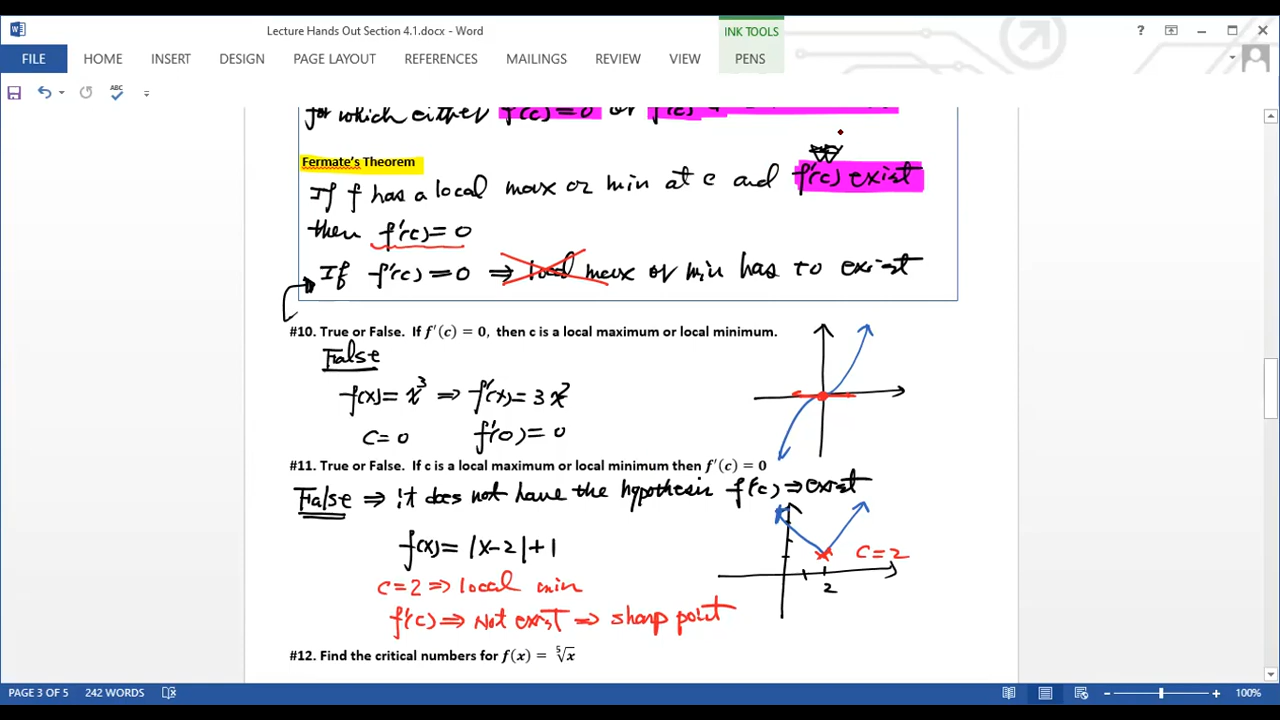 Lecture Hands Out Section 4.1.docx - Word
INK TOOLS
?
FILE HOME INSERT DESIGN PAGE LAYOUT REFERENCES MAILINGS REVIEW VIEW PENS
ABC
for which either f'(c) = 0 or f'(c)
Fermate's Theorem
If f has a local max or min at c and f'(c) exist
then f'(c) = 0
If f'(c) = 0 ⇒ local max or min has to exist
#10. True or False. If f′(c) = 0, then c is a local maximum or local minimum.
False
f(x) = x³ ⇒ f'(x) = 3x²
C = 0 f'(0) = 0
#11. True or False. If c is a local maximum or local minimum then f′(c) = 0
False ⇒ it does not have the hypothesis f'(c) ⇒ exist
f(x) = |x-2|+1
C = 2
c = 2 ⇒ local min
2
f'(c) ⇒ Not exist ⇒ sharp point
#12. Find the critical numbers for f(x) = ⁵√x
PAGE 3 OF 5 242 WORDS 100%